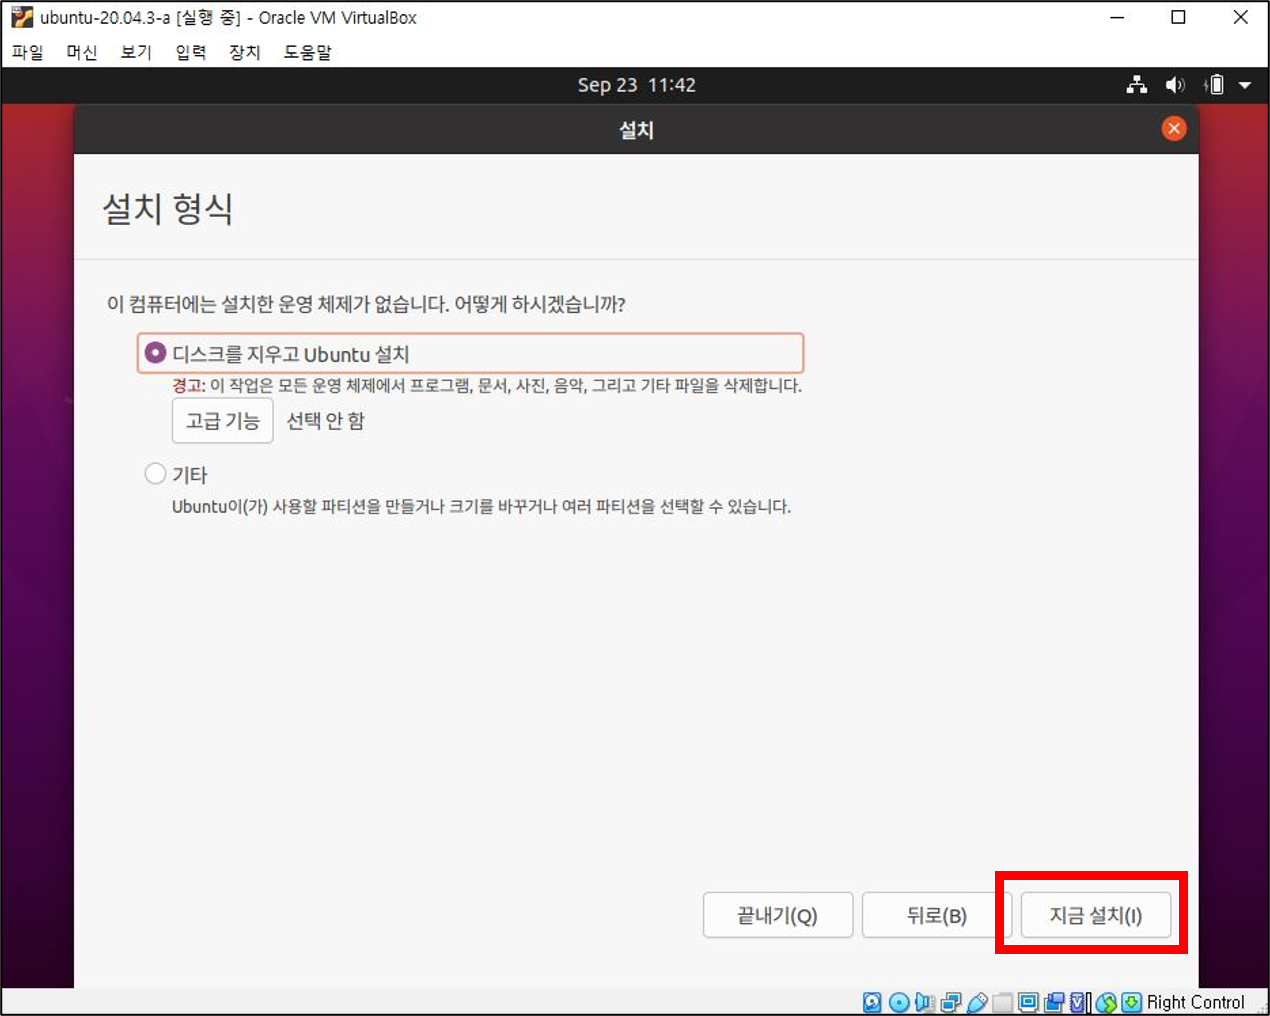 ubuntu-20.04.3-a [실행 중] - Oracle VM VirtualBox
파일 머신 보기 입력 장치 도움말
Sep 23 11:42
설치
설치 형식
이 컴퓨터에는 설치한 운영 체제가 없습니다. 어떻게 하시겠습니까?
디스크를 지우고 Ubuntu 설치
경고: 이 작업은 모든 운영 체제에서 프로그램, 문서, 사진, 음악, 그리고 기타 파일을 삭제합니다.
고급 기능 선택 안 함
기타
Ubuntu이(가) 사용할 파티션을 만들거나 크기를 바꾸거나 여러 파티션을 선택할 수 있습니다.
끝내기(Q) 뒤로(B) 지금 설치(I)
Right Control